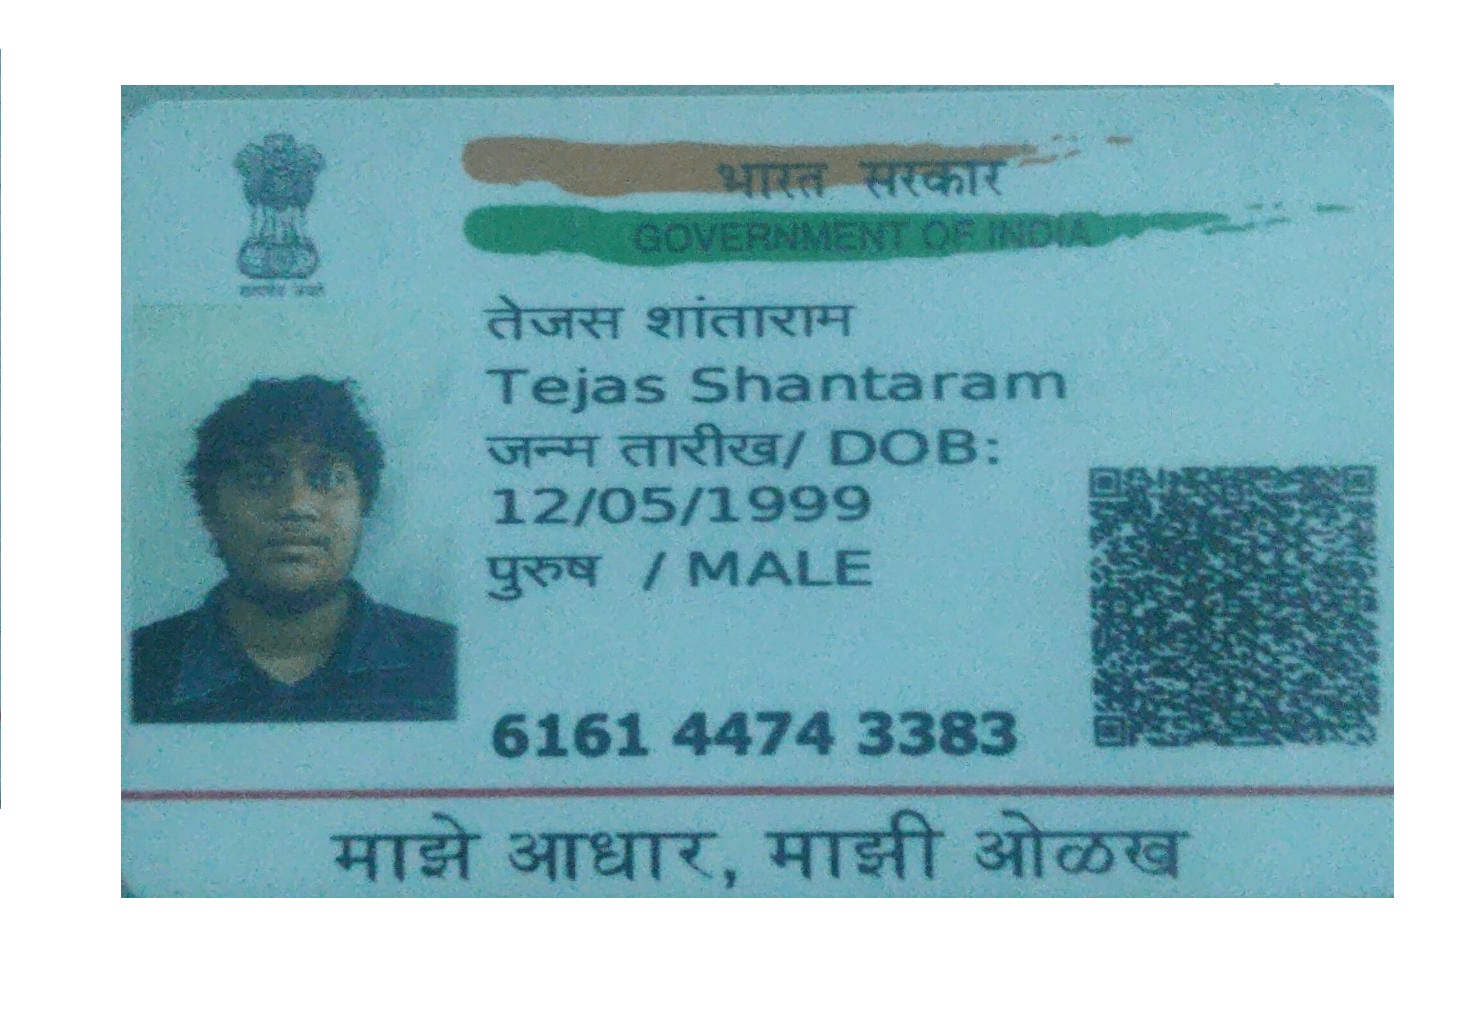 भारत सरकार
GOVERNMENT OF INDIA
सत्यमेव जयते
तेजस शांताराम
Tejas Shantaram
जन्म तारीख/ DOB:
12/05/1999
पुरुष / MALE
6161 4474 3383
माझे आधार, माझी ओळख